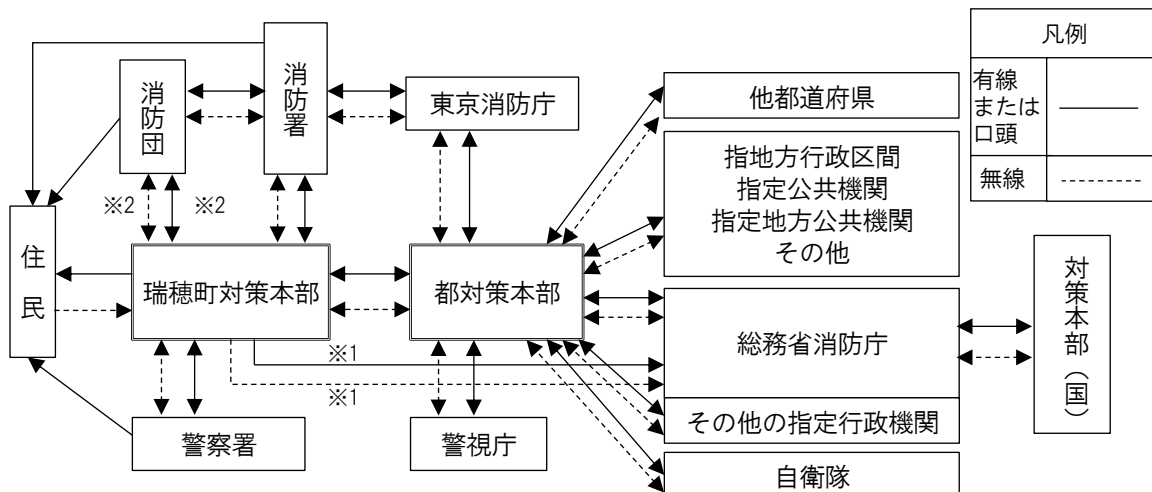 凡例
有線
または
口頭
無線
消防団
消防署
東京消防庁
他都道府県
指地方行政区間
指定公共機関
指定地方公共機関
その他
※2
※2
住民
瑞穂町対策本部
都対策本部
総務省消防庁
対策本部（国）
※1
※1
その他の指定行政機関
警察署
警視庁
自衛隊